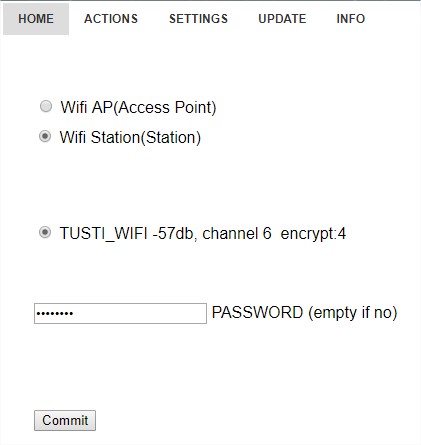 HOME ACTIONS SETTINGS UPDATE INFO
Wifi AP(Access Point)
Wifi Station(Station)
TUSTI_WIFI -57db, channel 6 encrypt:4
•••••••• PASSWORD (empty if no)
Commit